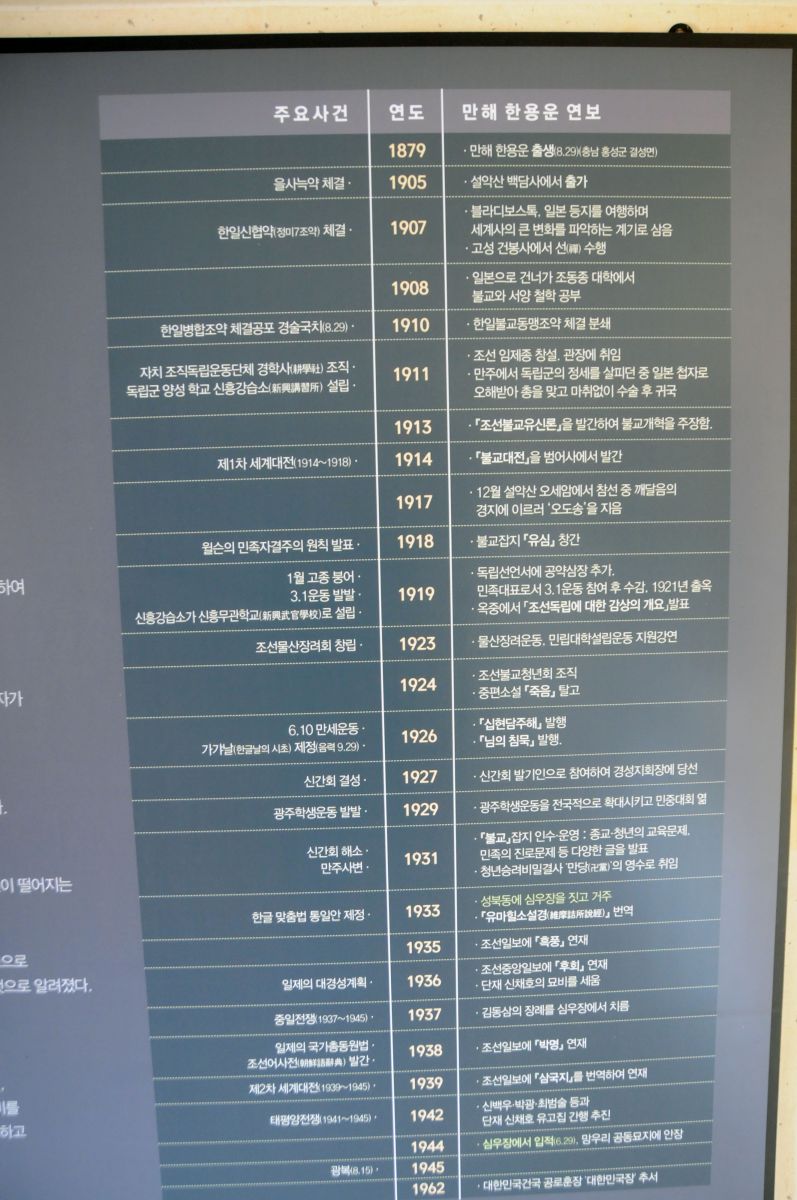 주요사건 연도 만해 한용운 연보
1879 · 만해 한용운 출생(8.29)(충남 홍성군 결성면)
을사늑약 체결 · 1905 · 설악산 백담사에서 출가
한일신협약(정미7조약) 체결 · 1907 · 블라디보스톡, 일본 등지를 여행하며
세계사의 큰 변화를 파악하는 계기로 삼음
· 고성 건봉사에서 선(禪) 수행
1908 · 일본으로 건너가 조동종 대학에서
불교와 서양 철학 공부
한일병합조약 체결공포 경술국치(8.29) · 1910 · 한일불교동맹조약 체결 분쇄
자치 조직독립운동단체 경학사(耕學社) 조직 ·
독립군 양성 학교 신흥강습소(新興講習所) 설립 ·
1911 · 조선 임제종 창설, 관장에 취임
· 만주에서 독립군의 정세를 살피던 중 일본 첩자로
오해받아 총을 맞고 마취없이 수술 후 귀국
1913 · 『조선불교유신론』을 발간하여 불교개혁을 주장함.
제1차 세계대전(1914~1918) · 1914 · 『불교대전』을 범어사에서 발간
1917 · 12월 설악산 오세암에서 참선 중 깨달음의
경지에 이르러 '오도송'을 지음
윌슨의 민족자결주의 원칙 발표 · 1918 · 불교잡지 『유심』 창간
1월 고종 붕어 ·
3.1운동 발발 ·
신흥강습소가 신흥무관학교(新興武官學校)로 설립 ·
1919 · 독립선언서에 공약삼장 추가.
민족대표로서 3.1운동 참여 후 수감, 1921년 출옥
· 옥중에서 『조선독립에 대한 감상의 개요』발표
조선물산장려회 창립 · 1923 · 물산장려운동, 민립대학설립운동 지원강연
1924 · 조선불교청년회 조직
· 중편소설 『죽음』 탈고
6.10 만세운동 ·
가갸날(한글날의 시초) 제정(음력 9.29) ·
1926 · 『십현담주해』 발행
· 『님의 침묵』 발행.
신간회 결성 · 1927 · 신간회 발기인으로 참여하여 경성지회장에 당선
광주학생운동 발발 · 1929 · 광주학생운동을 전국적으로 확대시키고 민중대회 엶
신간회 해소 ·
만주사변 ·
1931 · 『불교』잡지 인수·운영 : 종교·청년의 교육문제,
민족의 진로문제 등 다양한 글을 발표
· 청년승려비밀결사 '만당(卍黨)'의 영수로 취임
한글 맞춤법 통일안 제정 · 1933 · 성북동에 심우장을 짓고 거주
· 『유마힐소설경(維摩詰所說經)』 번역
1935 · 조선일보에 『흑풍』 연재
일제의 대경성계획 · 1936 · 조선중앙일보에 『후회』 연재
· 단재 신채호의 묘비를 세움
중일전쟁(1937~1945) · 1937 · 김동삼의 장례를 심우장에서 치름
일제의 국가총동원법 ·
조선어사전(朝鮮語辭典) 발간 ·
1938 · 조선일보에 『박명』 연재
제2차 세계대전(1939~1945) · 1939 · 조선일보에 『삼국지』를 번역하여 연재
태평양전쟁(1941~1945) · 1942 · 신백우·박광·최범술 등과
단재 신채호 유고집 간행 추진
1944 · 심우장에서 입적(6.29), 망우리 공동묘지에 안장
광복(8.15) · 1945
1962 · 대한민국건국 공로훈장 '대한민국장' 추서
하여
자가
이 떨어지는
으로
것으로 알려졌다.
비를
하고